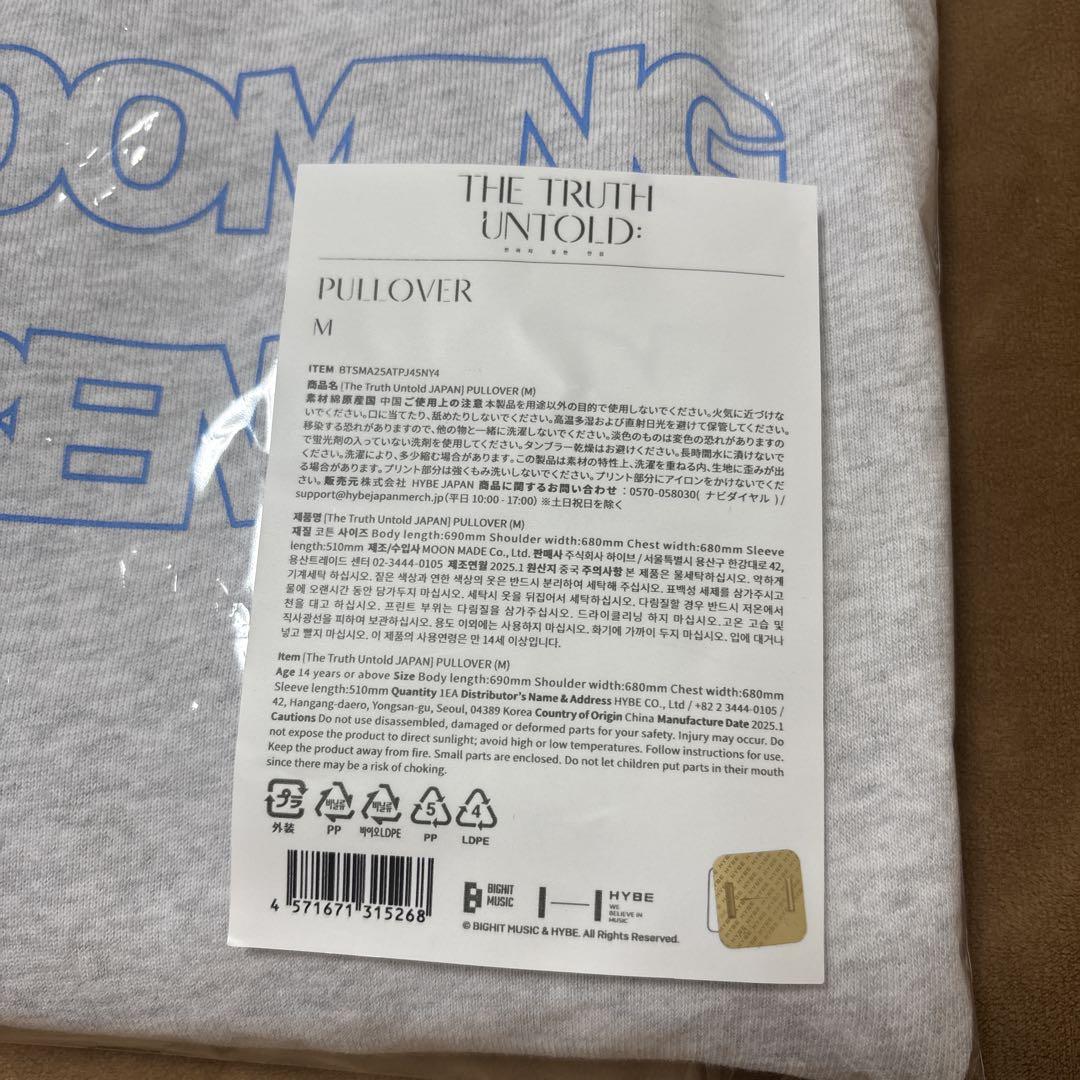 OOMING
THE TRUTH
UNTOLD:
전하지 못한 진심
PULLOVER
M
ITEM BTSMA25ATPJ45NY4
商品名 [The Truth Untold JAPAN] PULLOVER (M)
素材 綿 原産国 中国 ご使用上の注意 本製品を用途以外の目的で使用しないでください。火気に近づけな
いでください。口に当てたり、舐めたりしないでください。高温多湿および直射日光を避けて保管してください。
移染する恐れがありますので、他の物と一緒に洗濯しないでください。淡色のものは変色の恐れがありますの
で蛍光剤の入っていない洗剤を使用してください。タンブラー乾燥はお避けください。長時間水に漬けないで
ください。洗濯により、多少縮む場合があります。この製品は素材の特性上、洗濯を重ねる内、生地に歪みが出
る場合があります。プリント部分は強くもみ洗いしないでください。プリント部分にアイロンをかけないでくだ
さい。販売元 株式会社 HYBE JAPAN 商品に関するお問い合わせ : 0570-058030( ナビダイヤル )/
support@hybejapanmerch.jp(平日 10:00 - 17:00) ※土日祝日を除く
제품명 [The Truth Untold JAPAN] PULLOVER (M)
재질 코튼 사이즈 Body length:690mm Shoulder width:680mm Chest width:680mm Sleeve
length:510mm 제조/수입사 MOON MADE Co., Ltd. 판매사 주식회사 하이브 / 서울특별시 용산구 한강대로 42,
용산트레이드 센터 02-3444-0105 제조연월 2025.1 원산지 중국 주의사항 본 제품은 물세탁하십시오. 약하게
기계세탁 하십시오. 짙은 색상과 연한 색상의 옷은 반드시 분리하여 세탁해 주십시오. 표백성 세제를 삼가주시고
물에 오랜시간 동안 담가두지 마십시오. 세탁시 옷을 뒤집어서 세탁하십시오. 다림질할 경우 반드시 저온에서
천을 대고 하십시오. 프린트 부위는 다림질을 삼가주십시오. 드라이클리닝 하지 마십시오.고온 고습 및
직사광선을 피하여 보관하십시오. 용도 이외에는 사용하지 마십시오. 화기에 가까이 두지 마십시오. 입에 대거나
넣고 빨지 마십시오. 이 제품의 사용연령은 만 14세 이상입니다.
Item [The Truth Untold JAPAN] PULLOVER (M)
Age 14 years or above Size Body length:690mm Shoulder width:680mm Chest width:680mm
Sleeve length:510mm Quantity 1EA Distributor's Name & Address HYBE CO., Ltd / +82 2 3444-0105 /
42, Hangang-daero, Yongsan-gu, Seoul, 04389 Korea Country of Origin China Manufacture Date 2025.1
Cautions Do not use disassembled, damaged or deformed parts for your safety. Injury may occur. Do
not expose the product to direct sunlight; avoid high or low temperatures. Follow instructions for use.
Keep the product away from fire. Small parts are enclosed. Do not let children put parts in their mouth
since there may be a risk of choking.
プラ 비닐류 비닐류 5 4
外装 PP 바이오LDPE PP LDPE
4 571671 315268
BIGHIT
MUSIC
HYBE
WE
BELIEVE IN
MUSIC
© BIGHIT MUSIC & HYBE. All Rights Reserved.